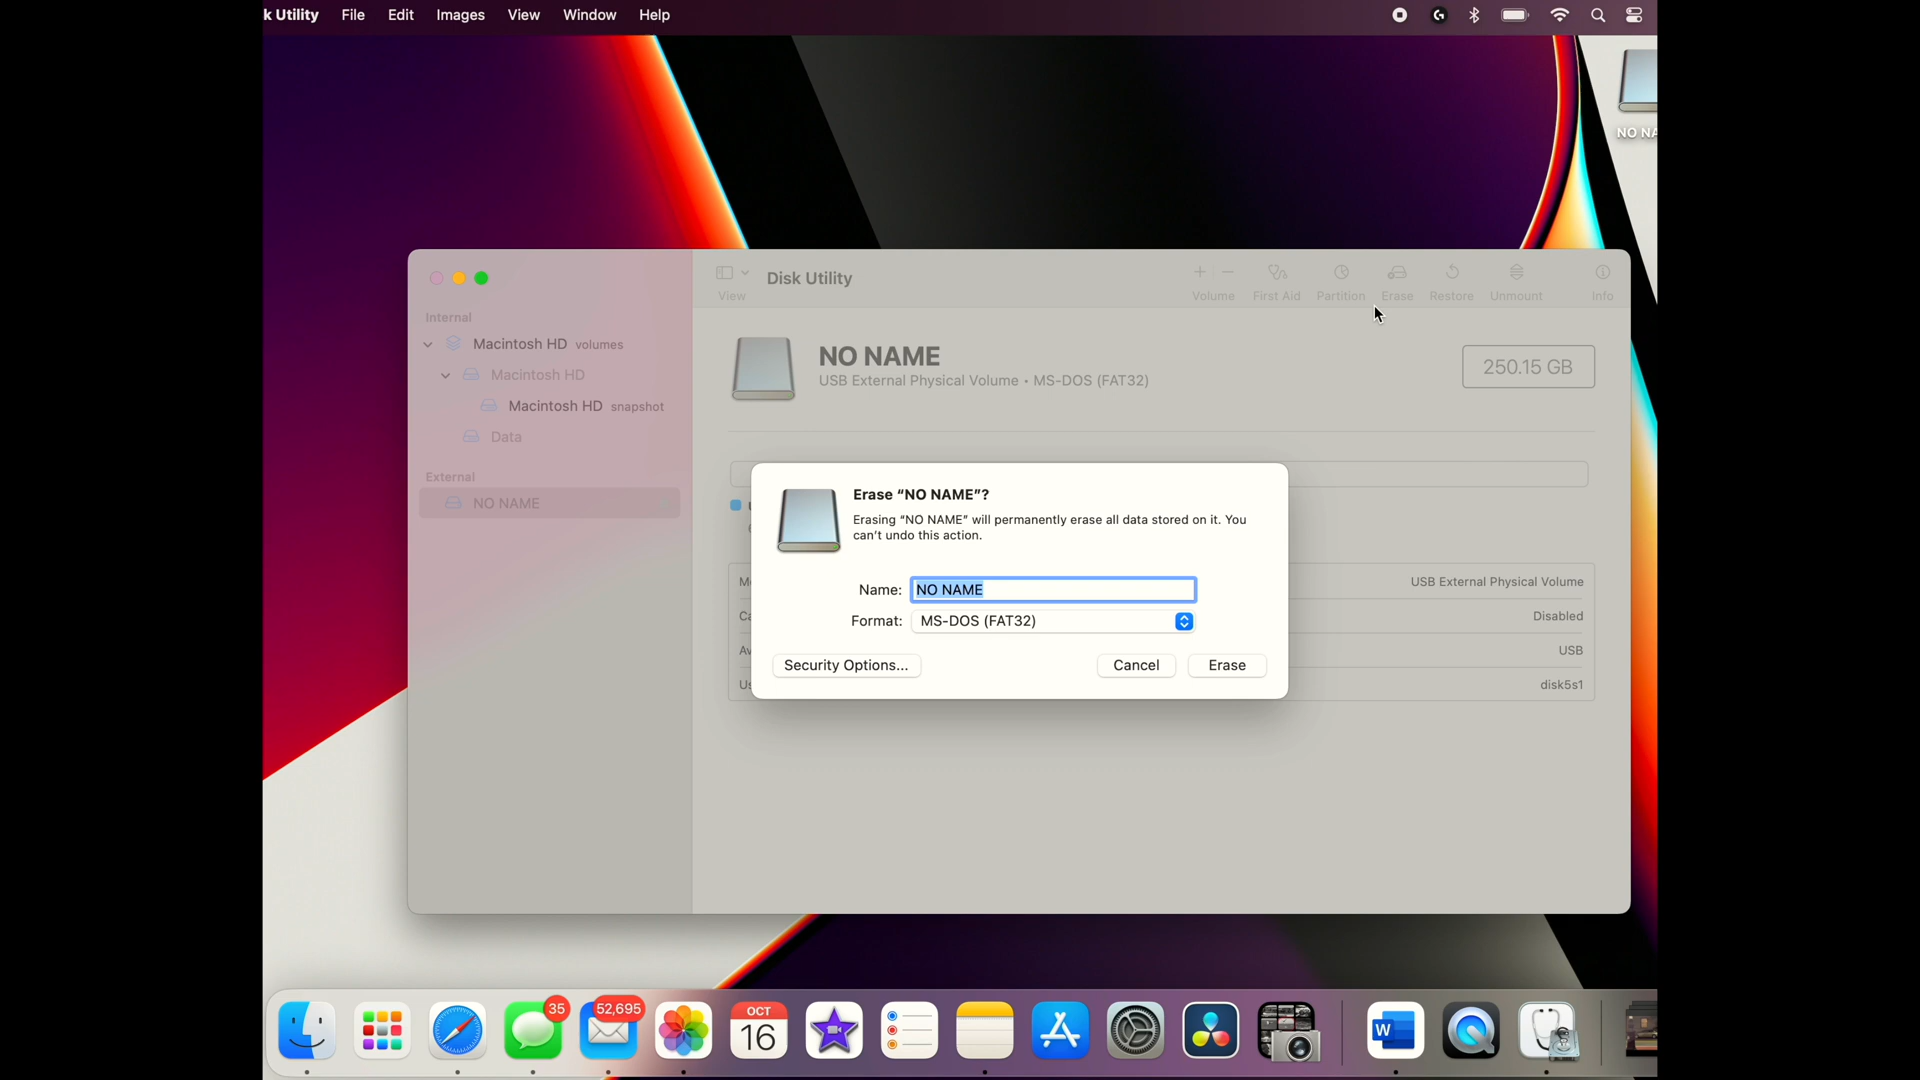 k Utility File Edit Images View Window Help
NO NA
Disk Utility
View
Volume First Aid Partition Erase Restore Unmount Info
Internal
Macintosh HD volumes
Macintosh HD
Macintosh HD snapshot
Data
External
NO NAME
NO NAME
USB External Physical Volume • MS-DOS (FAT32)
250.15 GB
Erase “NO NAME”?
Erasing “NO NAME” will permanently erase all data stored on it. You
can’t undo this action.
Name: NO NAME
Format: MS-DOS (FAT32)
Security Options... Cancel Erase
USB External Physical Volume
Disabled
USB
disk5s1
35
52,695
OCT
16
W